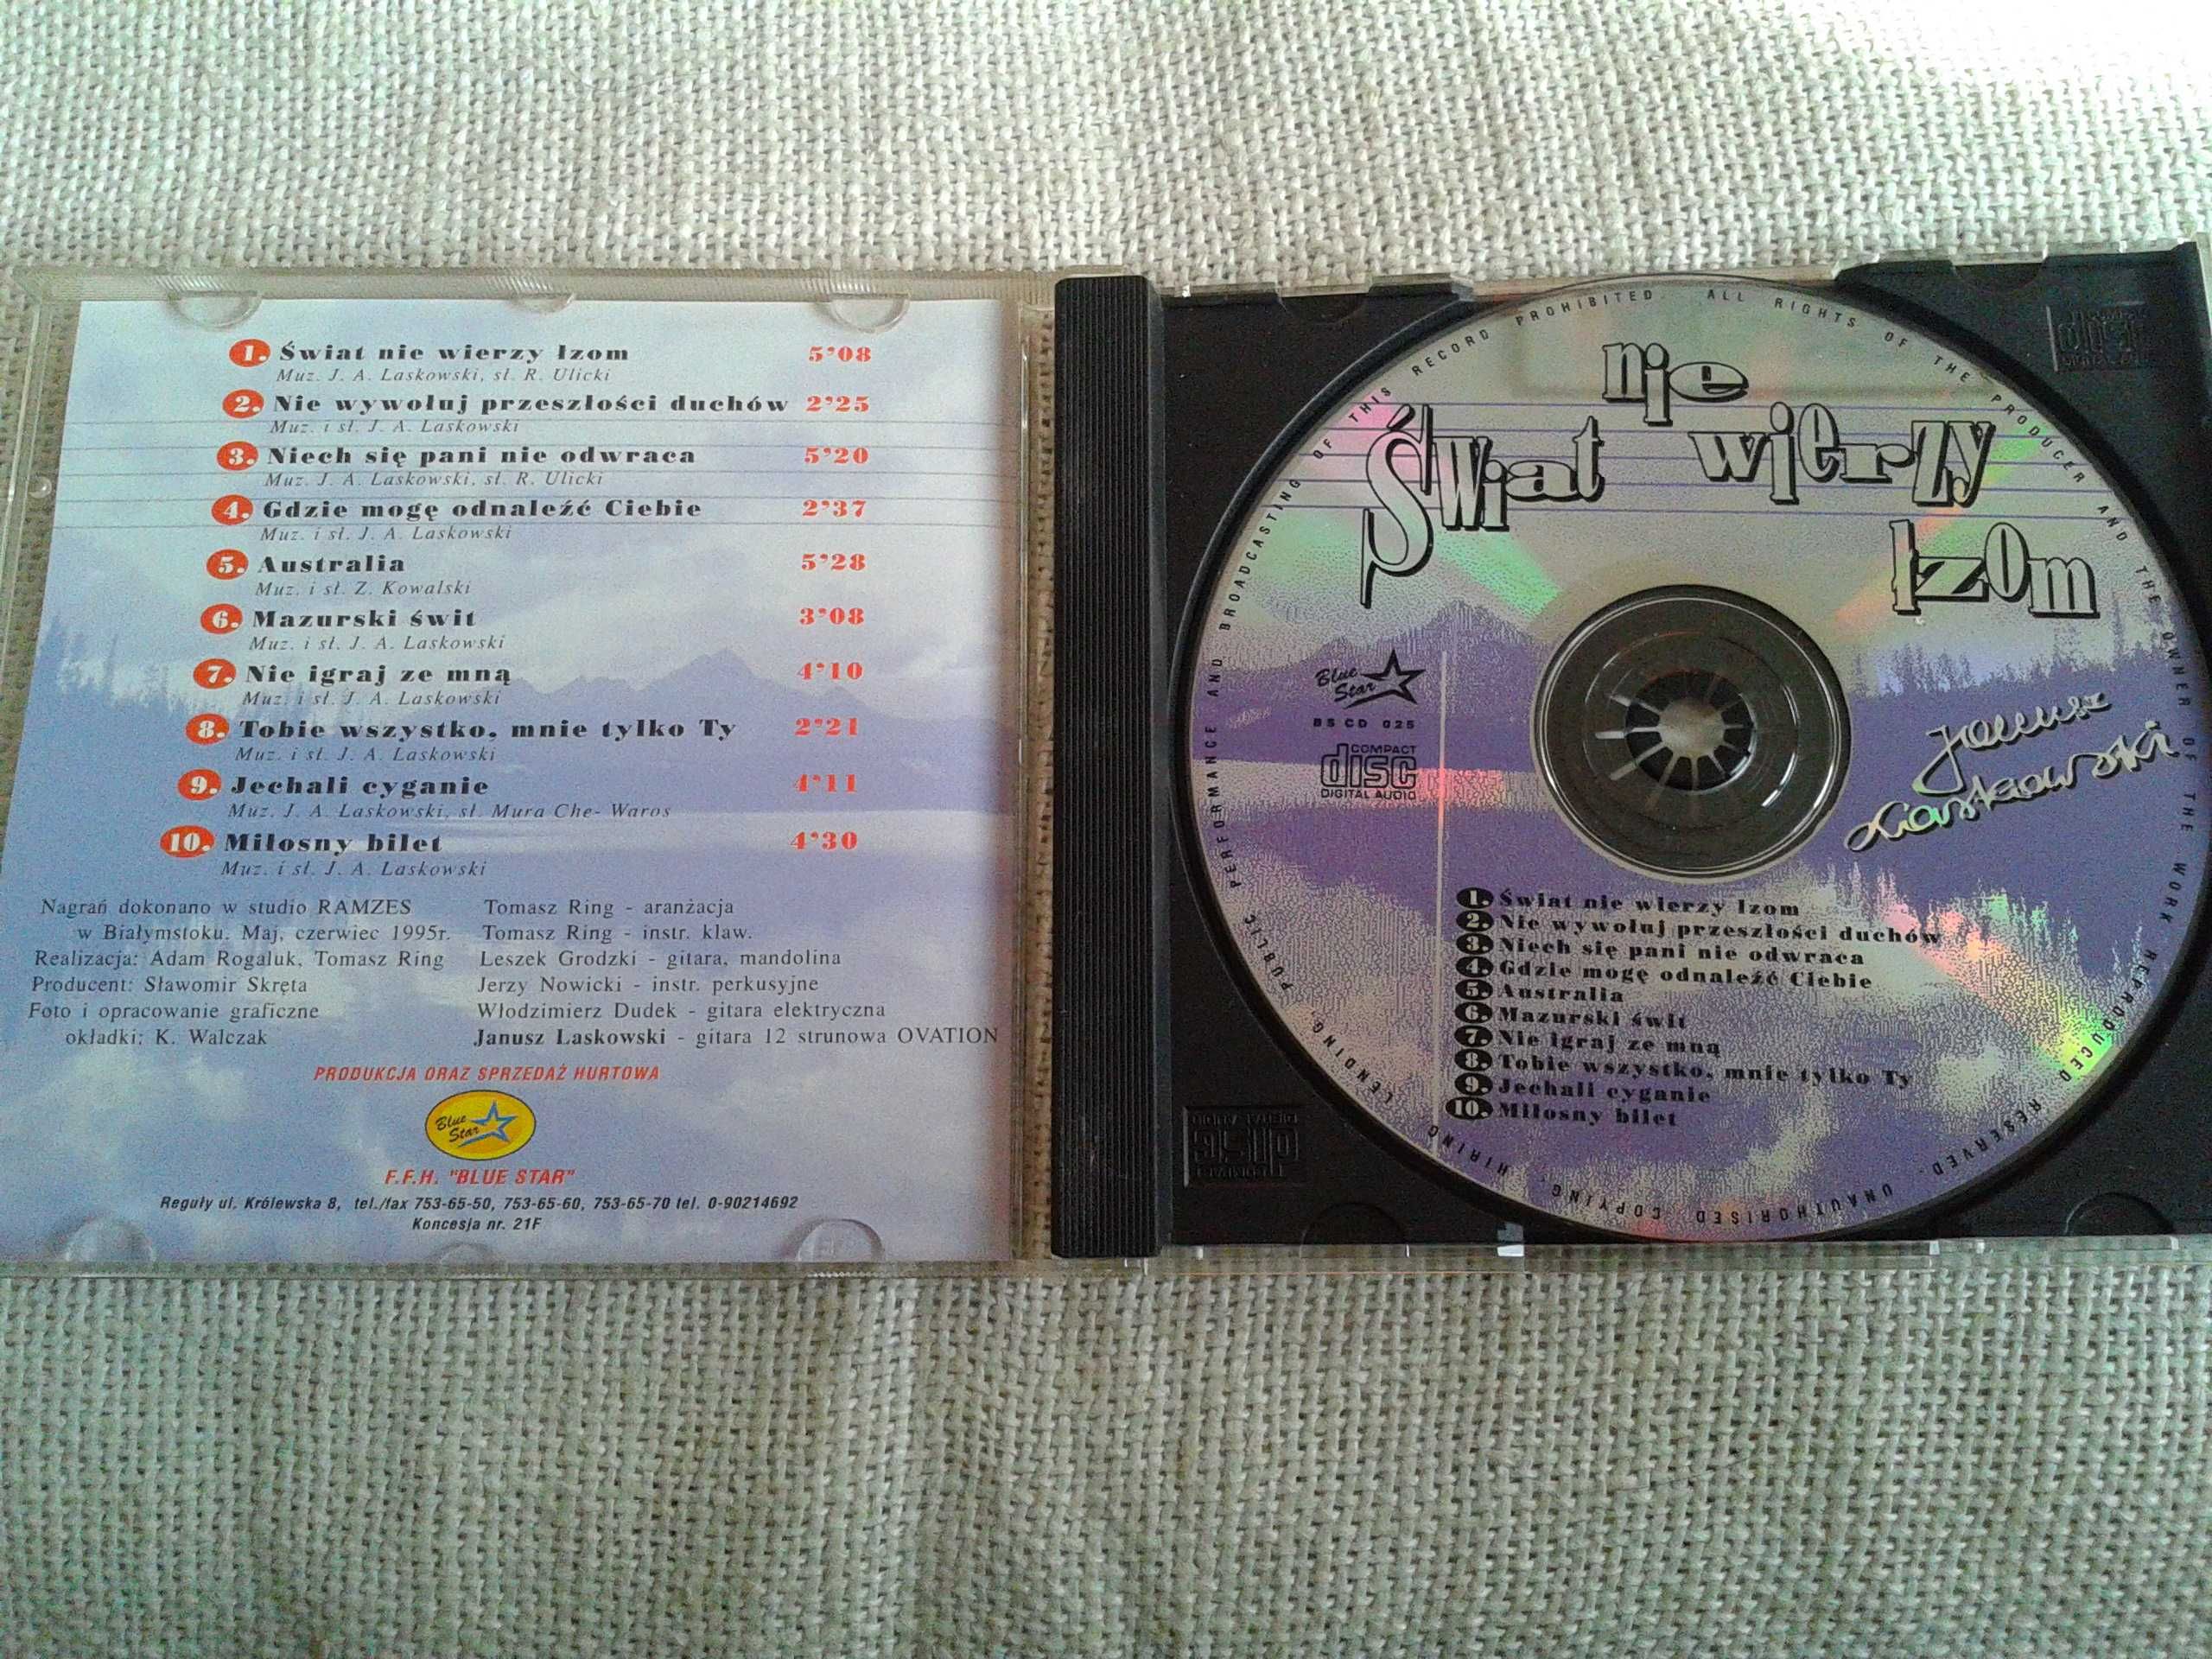 1. Świat nie wierzy łzom 5'08
Muz. J. A. Laskowski, sł. R. Ulicki
2. Nie wywołuj przeszłości duchów 2'25
Muz. i sł. J. A. Laskowski
3. Niech się pani nie odwraca 5'20
Muz. J. A. Laskowski, sł. R. Ulicki
4. Gdzie mogę odnaleźć Ciebie 2'37
Muz. i sł. J. A. Laskowski
5. Australia 5'28
Muz. i sł. Z. Kowalski
6. Mazurski świt 3'08
Muz. i sł. J. A. Laskowski
7. Nie igraj ze mną 4'10
Muz. i sł. J. A. Laskowski
8. Tobie wszystko, mnie tylko Ty 2'21
Muz. i sł. J. A. Laskowski
9. Jechali cyganie 4'11
Muz. J. A. Laskowski, sł. Mura Che- Waros
10. Miłosny bilet 4'30
Muz. i sł. J. A. Laskowski
Nagrań dokonano w studio RAMZES
w Białymstoku. Maj, czerwiec 1995r.
Realizacja: Adam Rogaluk, Tomasz Ring
Producent: Sławomir Skręta
Foto i opracowanie graficzne
okładki: K. Walczak
Tomasz Ring - aranżacja
Tomasz Ring - instr. klaw.
Leszek Grodzki - gitara, mandolina
Jerzy Nowicki - instr. perkusyjne
Włodzimierz Dudek - gitara elektryczna
Janusz Laskowski - gitara 12 strunowa OVATION
PRODUKCJA ORAZ SPRZEDAŻ HURTOWA
Blue
Star
F.F.H. "BLUE STAR"
Reguły ul. Królewska 8, tel./fax 753-65-50, 753-65-60, 753-65-70 tel. 0-90214692
Koncesja nr. 21F
Świat nie wierzy łzom
Blue
Star
BS CD 025
COMPACT
disc
DIGITAL AUDIO
Janusz
Laskowski
1. Świat nie wierzy łzom
2. Nie wywołuj przeszłości duchów
3. Niech się pani nie odwraca
4. Gdzie mogę odnaleźć Ciebie
5. Australia
6. Mazurski świt
7. Nie igraj ze mną
8. Tobie wszystko, mnie tylko Ty
9. Jechali cyganie
10. Miłosny bilet
ALL RIGHTS OF THE PRODUCER AND THE OWNER OF THE WORK REPRODUCED RESERVED. UNAUTHORISED COPYING, HIRING, LENDING, PUBLIC PERFORMANCE AND BROADCASTING OF THIS RECORD PROHIBITED
COMPACT
disc
DIGITAL AUDIO
COMPACT
disc
DIGITAL AUDIO